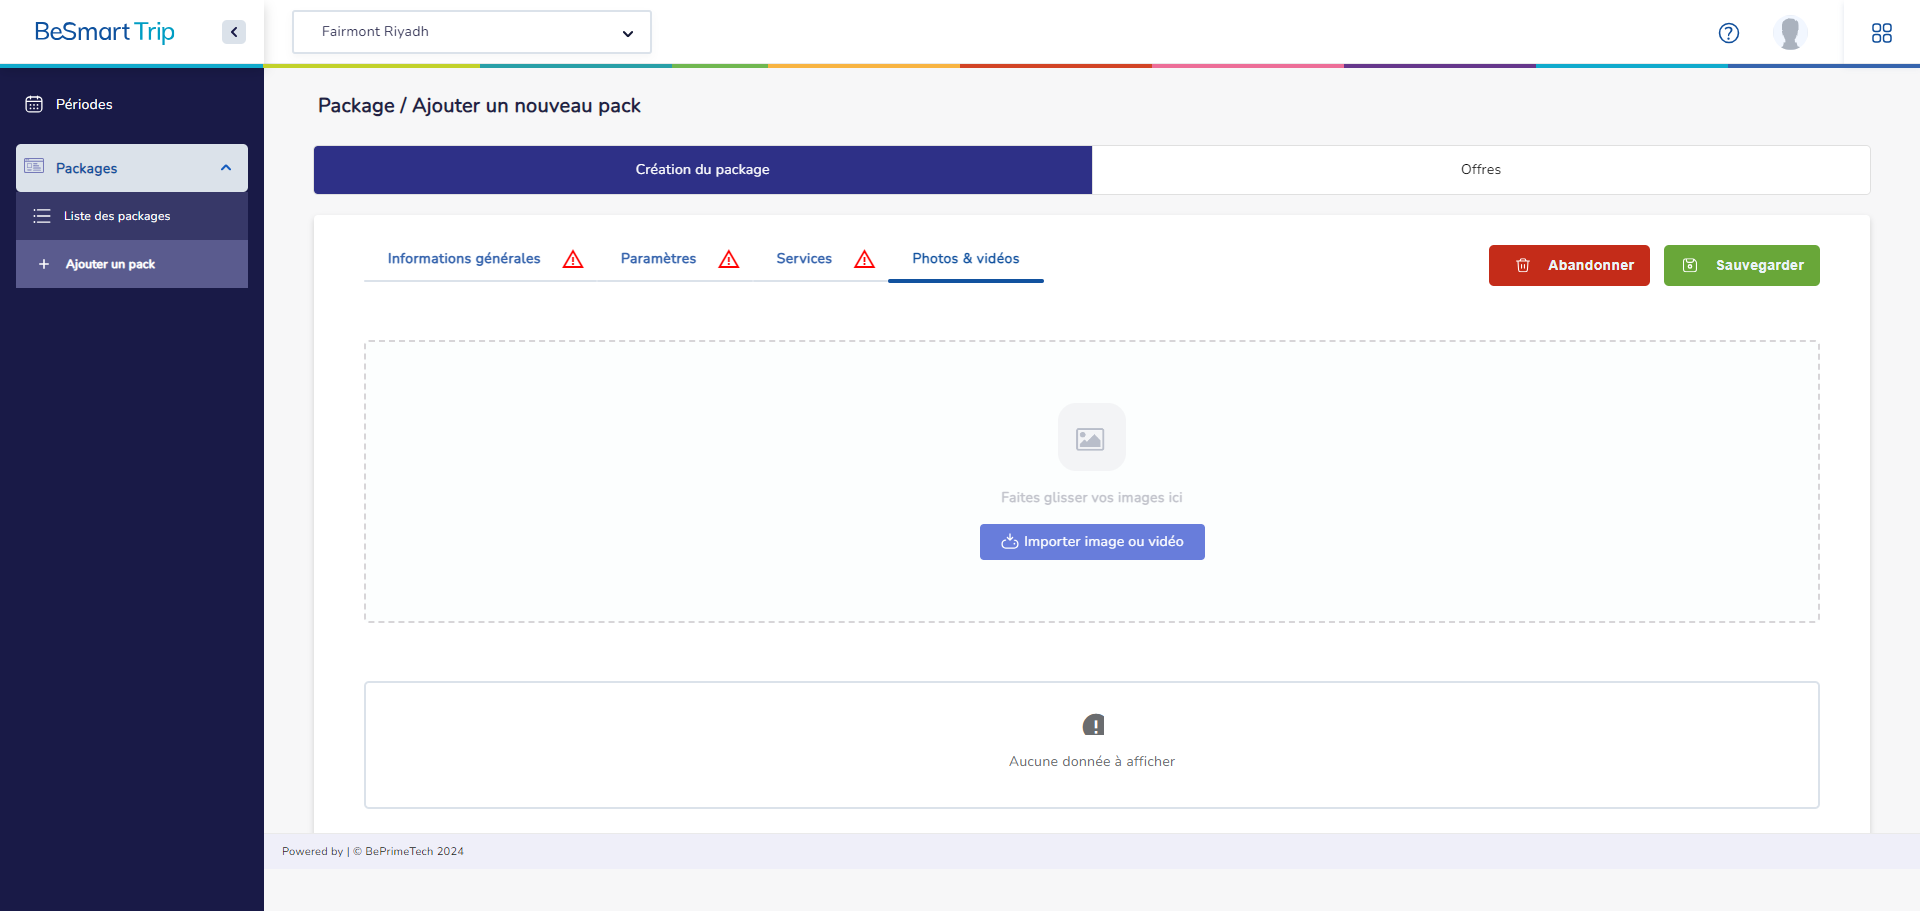 BeSmart Trip
Fairmont Riyadh
Périodes
Packages
Liste des packages
Ajouter un pack
Package / Ajouter un nouveau pack
Création du package
Offres
Informations générales
Paramètres
Services
Photos & vidéos
Abandonner
Sauvegarder
Faites glisser vos images ici
Importer image ou vidéo
Aucune donnée à afficher
Powered by | © BePrimeTech 2024